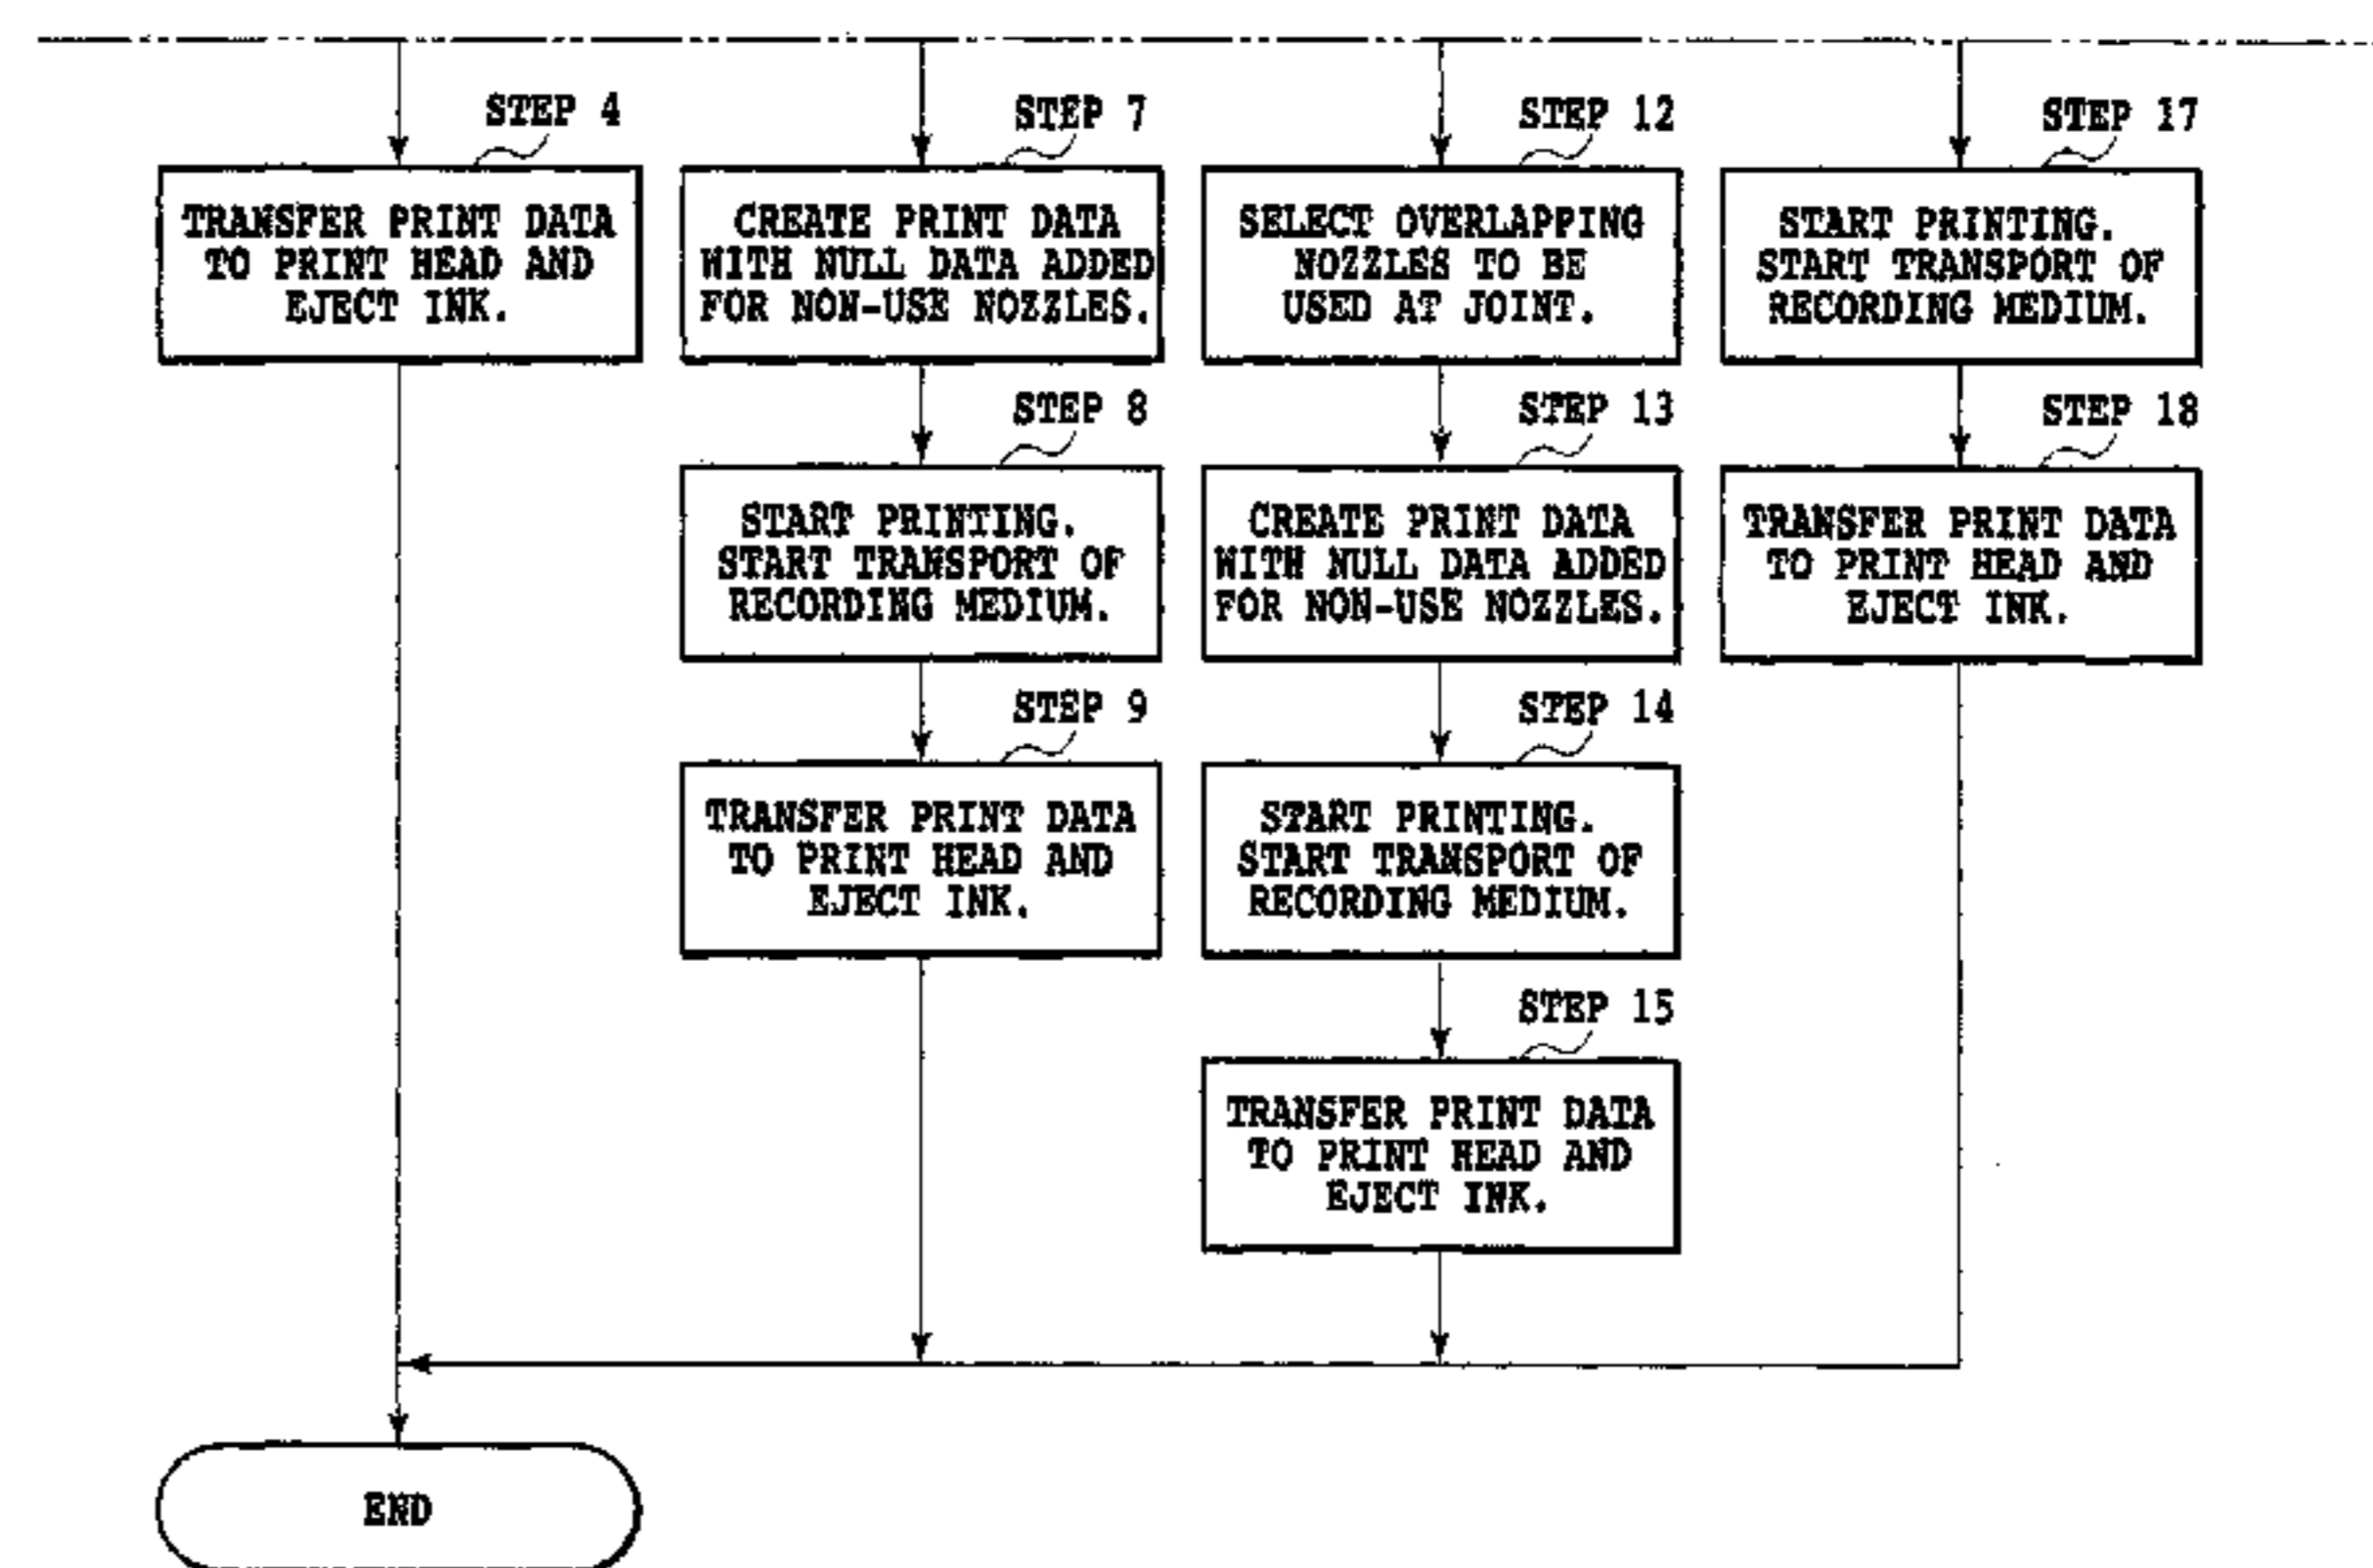 STEP 4
TRANSFER PRINT DATA
TO PRINT HEAD AND
EJECT INK.
STEP 7
CREATE PRINT DATA
WITH NULL DATA ADDED
FOR NON-USE NOZZLES.
STEP 8
START PRINTING.
START TRANSPORT OF
RECORDING MEDIUM.
STEP 9
TRANSFER PRINT DATA
TO PRINT HEAD AND
EJECT INK.
STEP 12
SELECT OVERLAPPING
NOZZLES TO BE
USED AT JOINT.
STEP 13
CREATE PRINT DATA
WITH NULL DATA ADDED
FOR NON-USE NOZZLES.
STEP 14
START PRINTING.
START TRANSPORT OF
RECORDING MEDIUM.
STEP 15
TRANSFER PRINT DATA
TO PRINT HEAD AND
EJECT INK.
STEP 17
START PRINTING.
START TRANSPORT OF
RECORDING MEDIUM.
STEP 18
TRANSFER PRINT DATA
TO PRINT HEAD AND
EJECT INK.
END